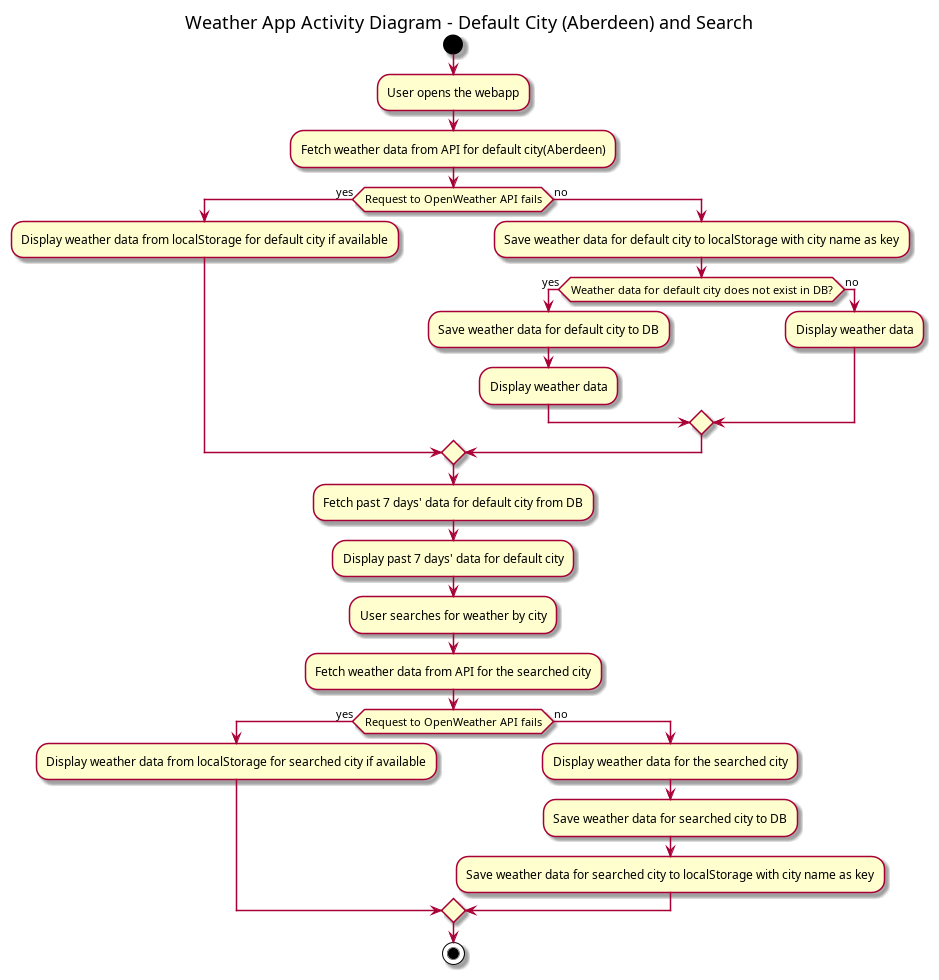 Weather App Activity Diagram - Default City (Aberdeen) and Search
User opens the webapp
Fetch weather data from API for default city(Aberdeen)
yes
Request to OpenWeather API fails
no
Display weather data from localStorage for default city if available
Save weather data for default city to localStorage with city name as key
yes
Weather data for default city does not exist in DB?
no
Save weather data for default city to DB
Display weather data
Display weather data
Fetch past 7 days' data for default city from DB
Display past 7 days' data for default city
User searches for weather by city
Fetch weather data from API for the searched city
yes
Request to OpenWeather API fails
no
Display weather data from localStorage for searched city if available
Display weather data for the searched city
Save weather data for searched city to DB
Save weather data for searched city to localStorage with city name as key